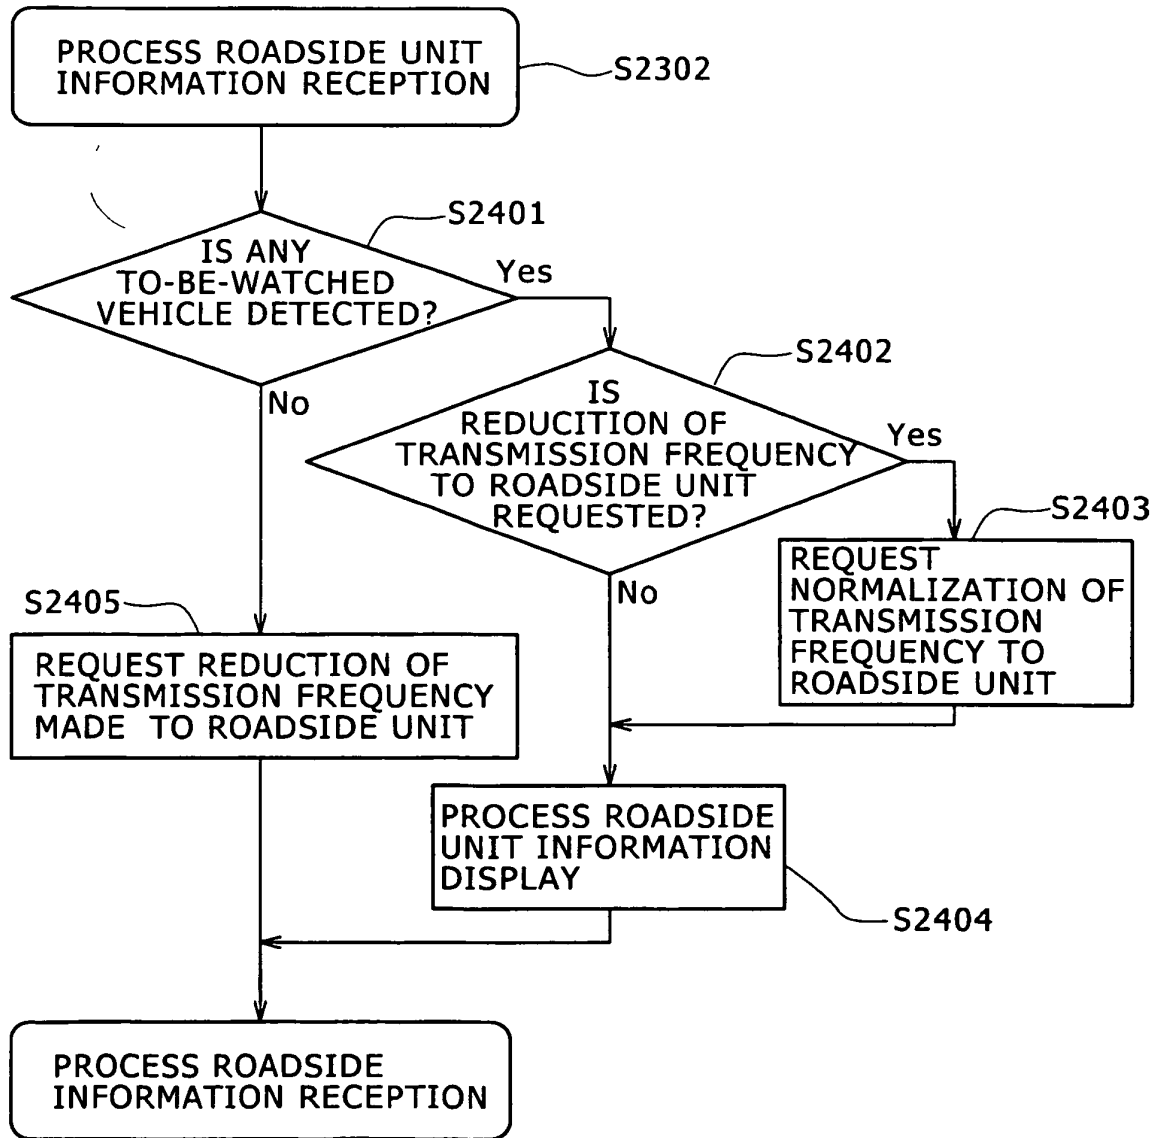 PROCESS ROADSIDE UNIT
INFORMATION RECEPTION
S2302
S2401
IS ANY
TO-BE-WATCHED
VEHICLE DETECTED?
Yes
No
S2402
IS
REDUCITION OF
TRANSMISSION FREQUENCY
TO ROADSIDE UNIT
REQUESTED?
Yes
No
S2403
REQUEST
NORMALIZATION OF
TRANSMISSION
FREQUENCY TO
ROADSIDE UNIT
S2405
REQUEST REDUCTION OF
TRANSMISSION FREQUENCY
MADE TO ROADSIDE UNIT
PROCESS ROADSIDE
UNIT INFORMATION
DISPLAY
S2404
PROCESS ROADSIDE
INFORMATION RECEPTION